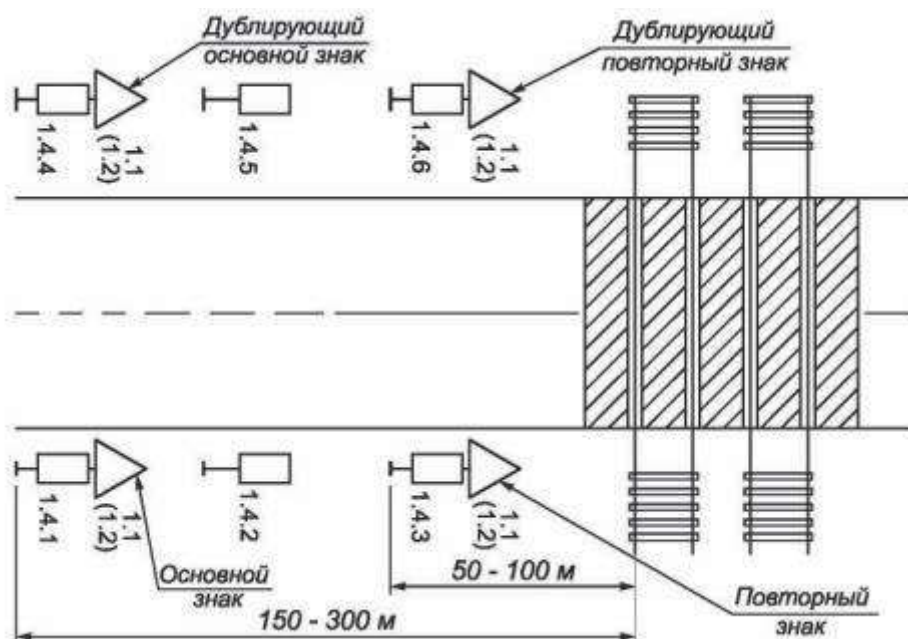 Дублирующий
основной знак
Дублирующий
повторный знак
1.4.4
1.1
(1.2)
1.4.5
1.4.6
1.1
(1.2)
1.4.1
1.1
(1.2)
1.4.2
1.4.3
1.1
(1.2)
Основной
знак
50 - 100 м
Повторный
знак
150 - 300 м